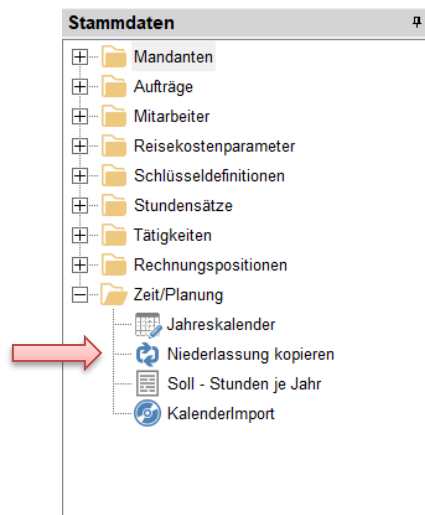 Stammdaten
Mandanten
Aufträge
Mitarbeiter
Reisekostenparameter
Schlüsseldefinitionen
Stundensätze
Tätigkeiten
Rechnungspositionen
Zeit/Planung
Jahreskalender
Niederlassung kopieren
Soll - Stunden je Jahr
KalenderImport